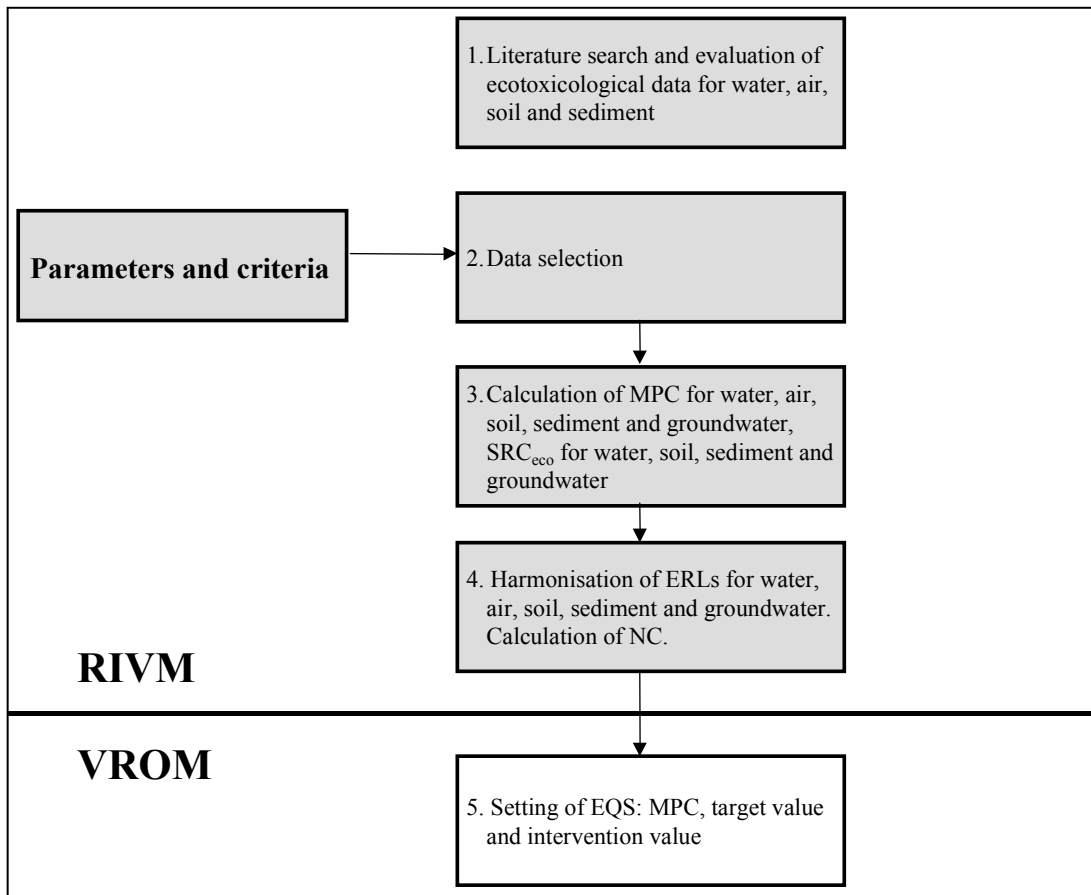 1. Literature search and evaluation of
ecotoxicological data for water, air,
soil and sediment
Parameters and criteria
2. Data selection
3. Calculation of MPC for water, air,
soil, sediment and groundwater,
SRCeco for water, soil, sediment and
groundwater
4. Harmonisation of ERLs for water,
air, soil, sediment and groundwater.
Calculation of NC.
RIVM
VROM
5. Setting of EQS: MPC, target value
and intervention value